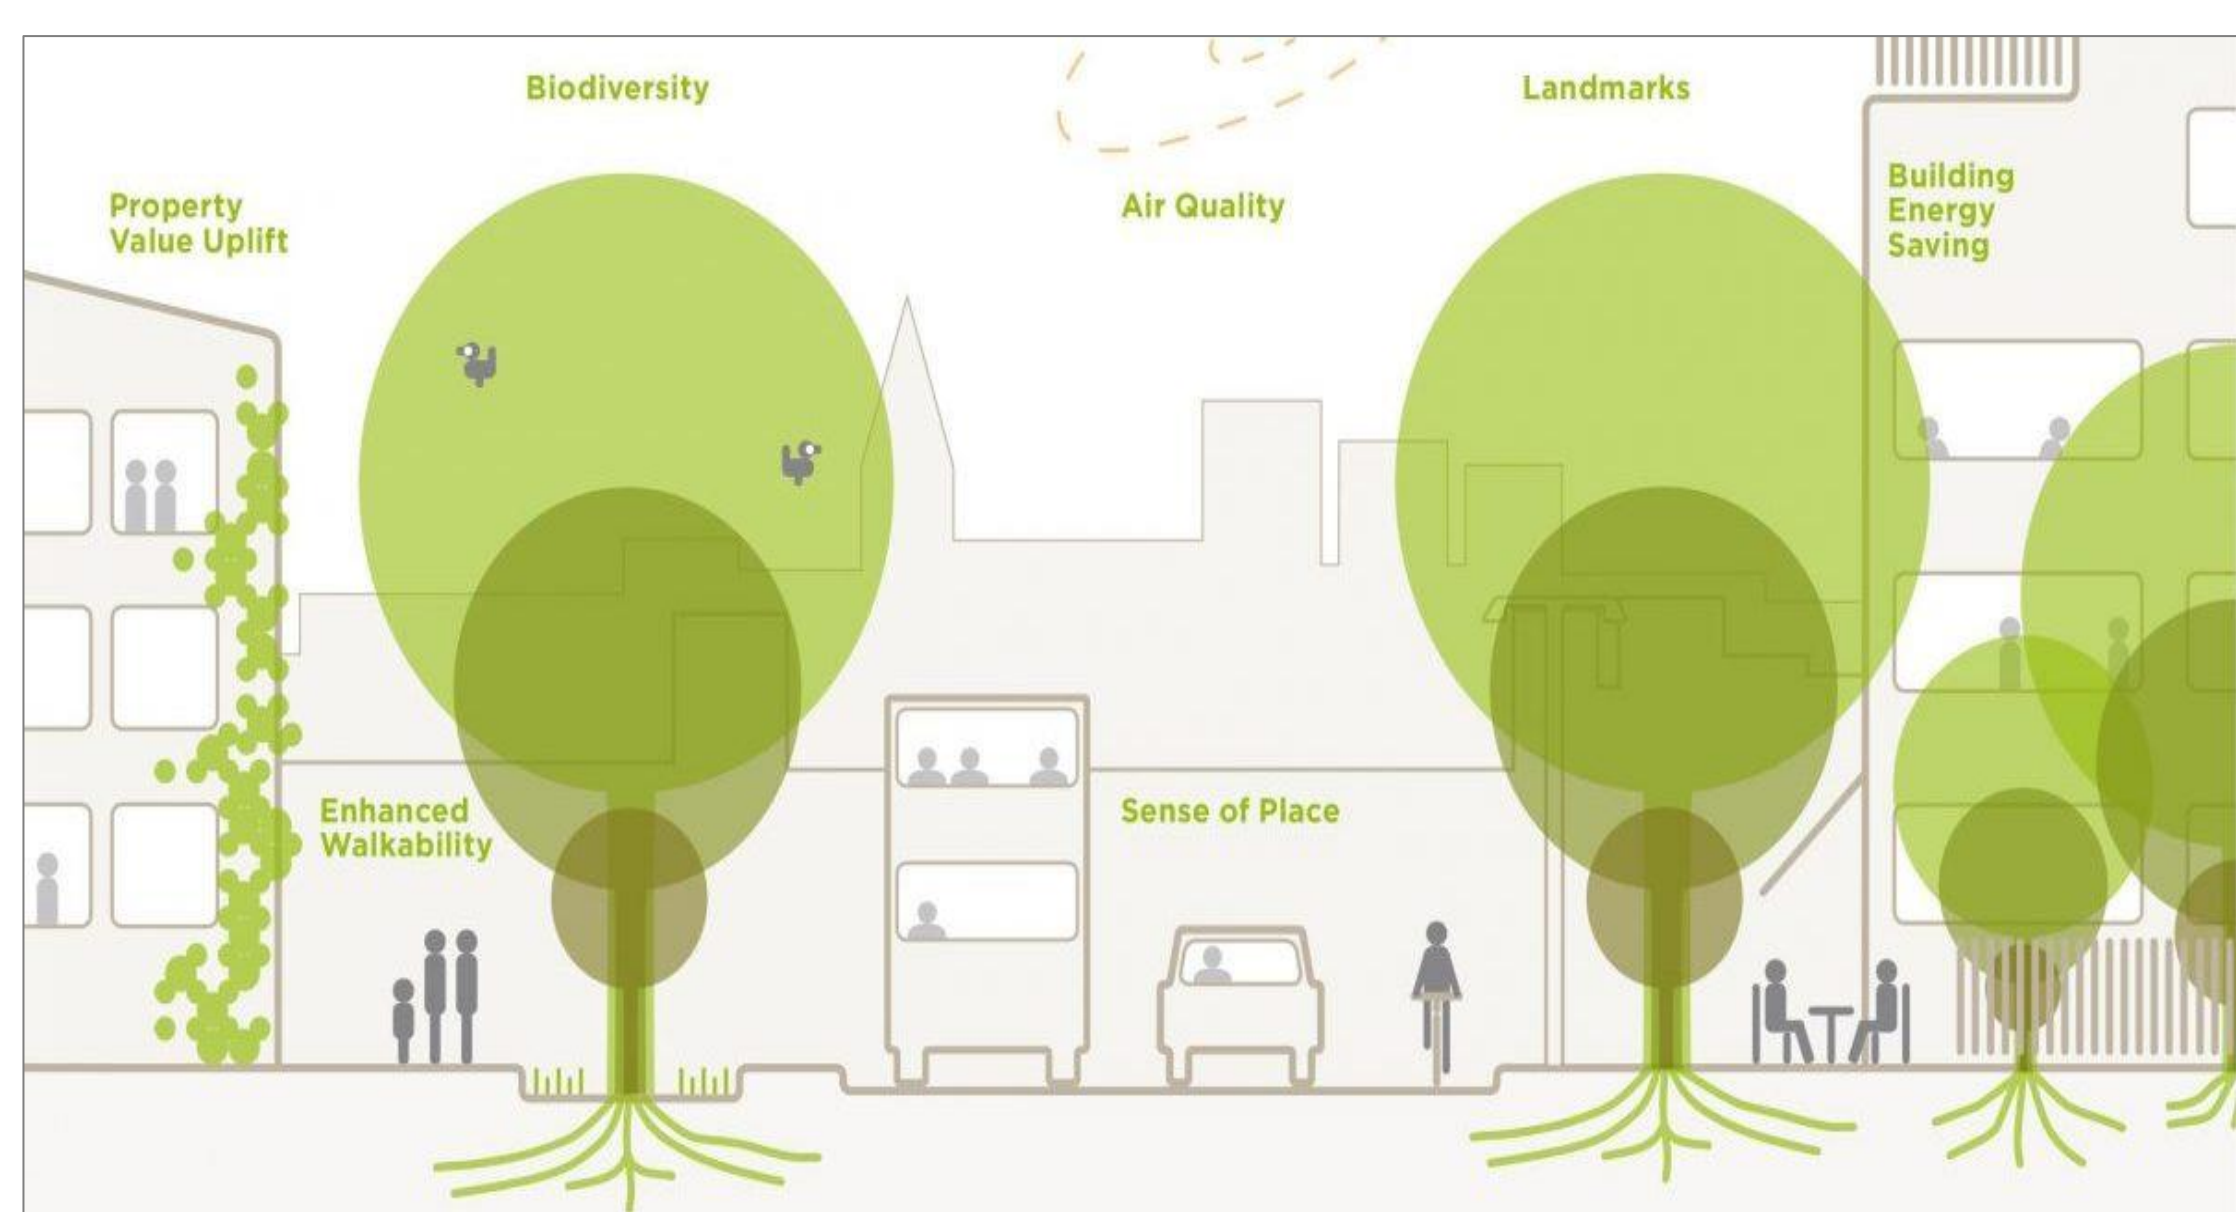 Biodiversity
Landmarks
Property
Value Uplift
Air Quality
Building
Energy
Saving
Enhanced
Walkability
Sense of Place